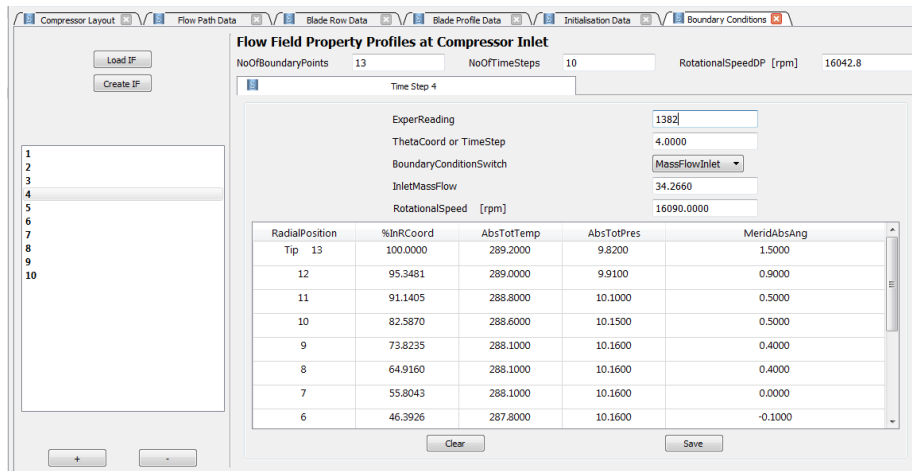 Compressor Layout Flow Path Data Blade Row Data Blade Profile Data Initialisation Data Boundary Conditions
Load IF
Create IF
1
2
3
4
5
6
7
8
9
10
+ -
Flow Field Property Profiles at Compressor Inlet
NoOfBoundaryPoints 13 NoOfTimeSteps 10 RotationalSpeedDP [rpm] 16042.8
Time Step 4
ExperReading 1382
ThetaCoord or TimeStep 4.0000
BoundaryConditionSwitch MassFlowInlet
InletMassFlow 34.2660
RotationalSpeed [rpm] 16090.0000
RadialPosition %InRCoord AbsTotTemp AbsTotPres MeridAbsAng
Tip 13 100.0000 289.2000 9.8200 1.5000
12 95.3481 289.0000 9.9100 0.9000
11 91.1405 288.8000 10.1000 0.5000
10 82.5870 288.6000 10.1500 0.5000
9 73.8235 288.1000 10.1600 0.4000
8 64.9160 288.1000 10.1600 0.4000
7 55.8043 288.1000 10.1600 0.0000
6 46.3926 287.8000 10.1600 -0.1000
Clear Save